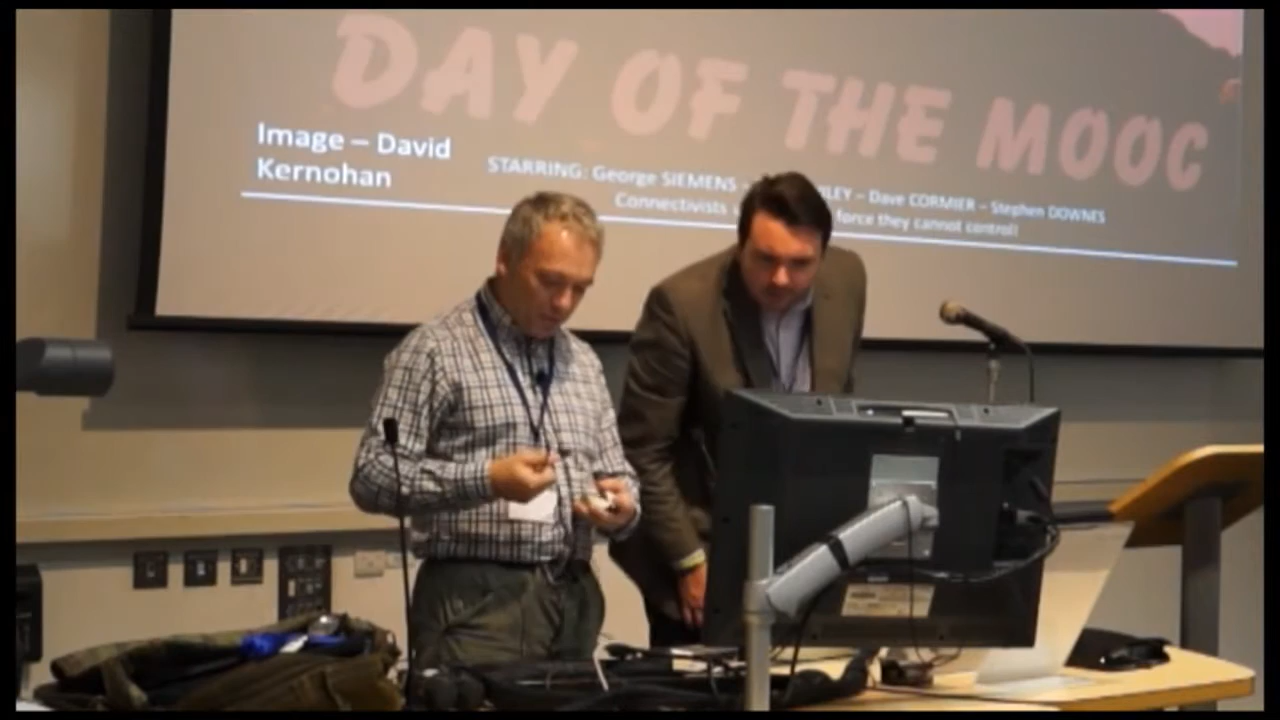 DAY OF THE MOOC
Image – David
Kernohan
STARRING: George SIEMENS – LEY – Dave CORMIER – Stephen DOWNES
Connectivists force they cannot control!